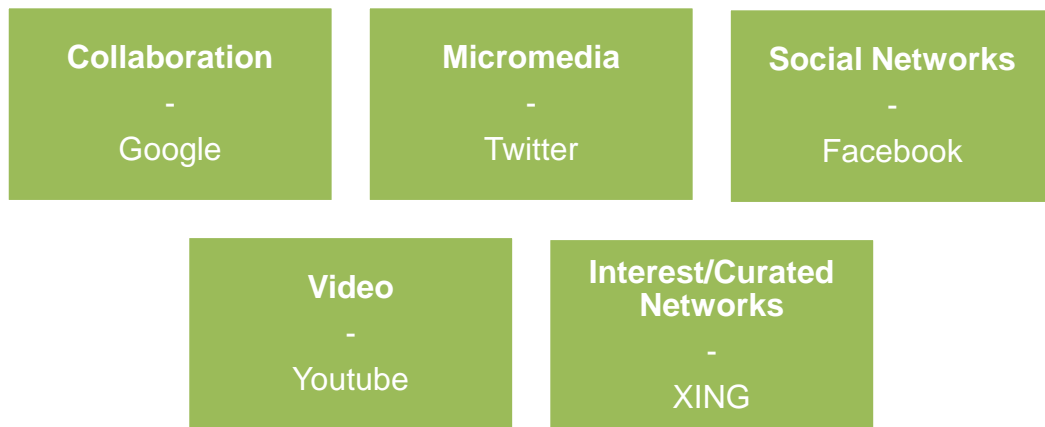 Collaboration
-
Google
Micromedia
-
Twitter
Social Networks
-
Facebook
Video
-
Youtube
Interest/Curated
Networks
-
XING